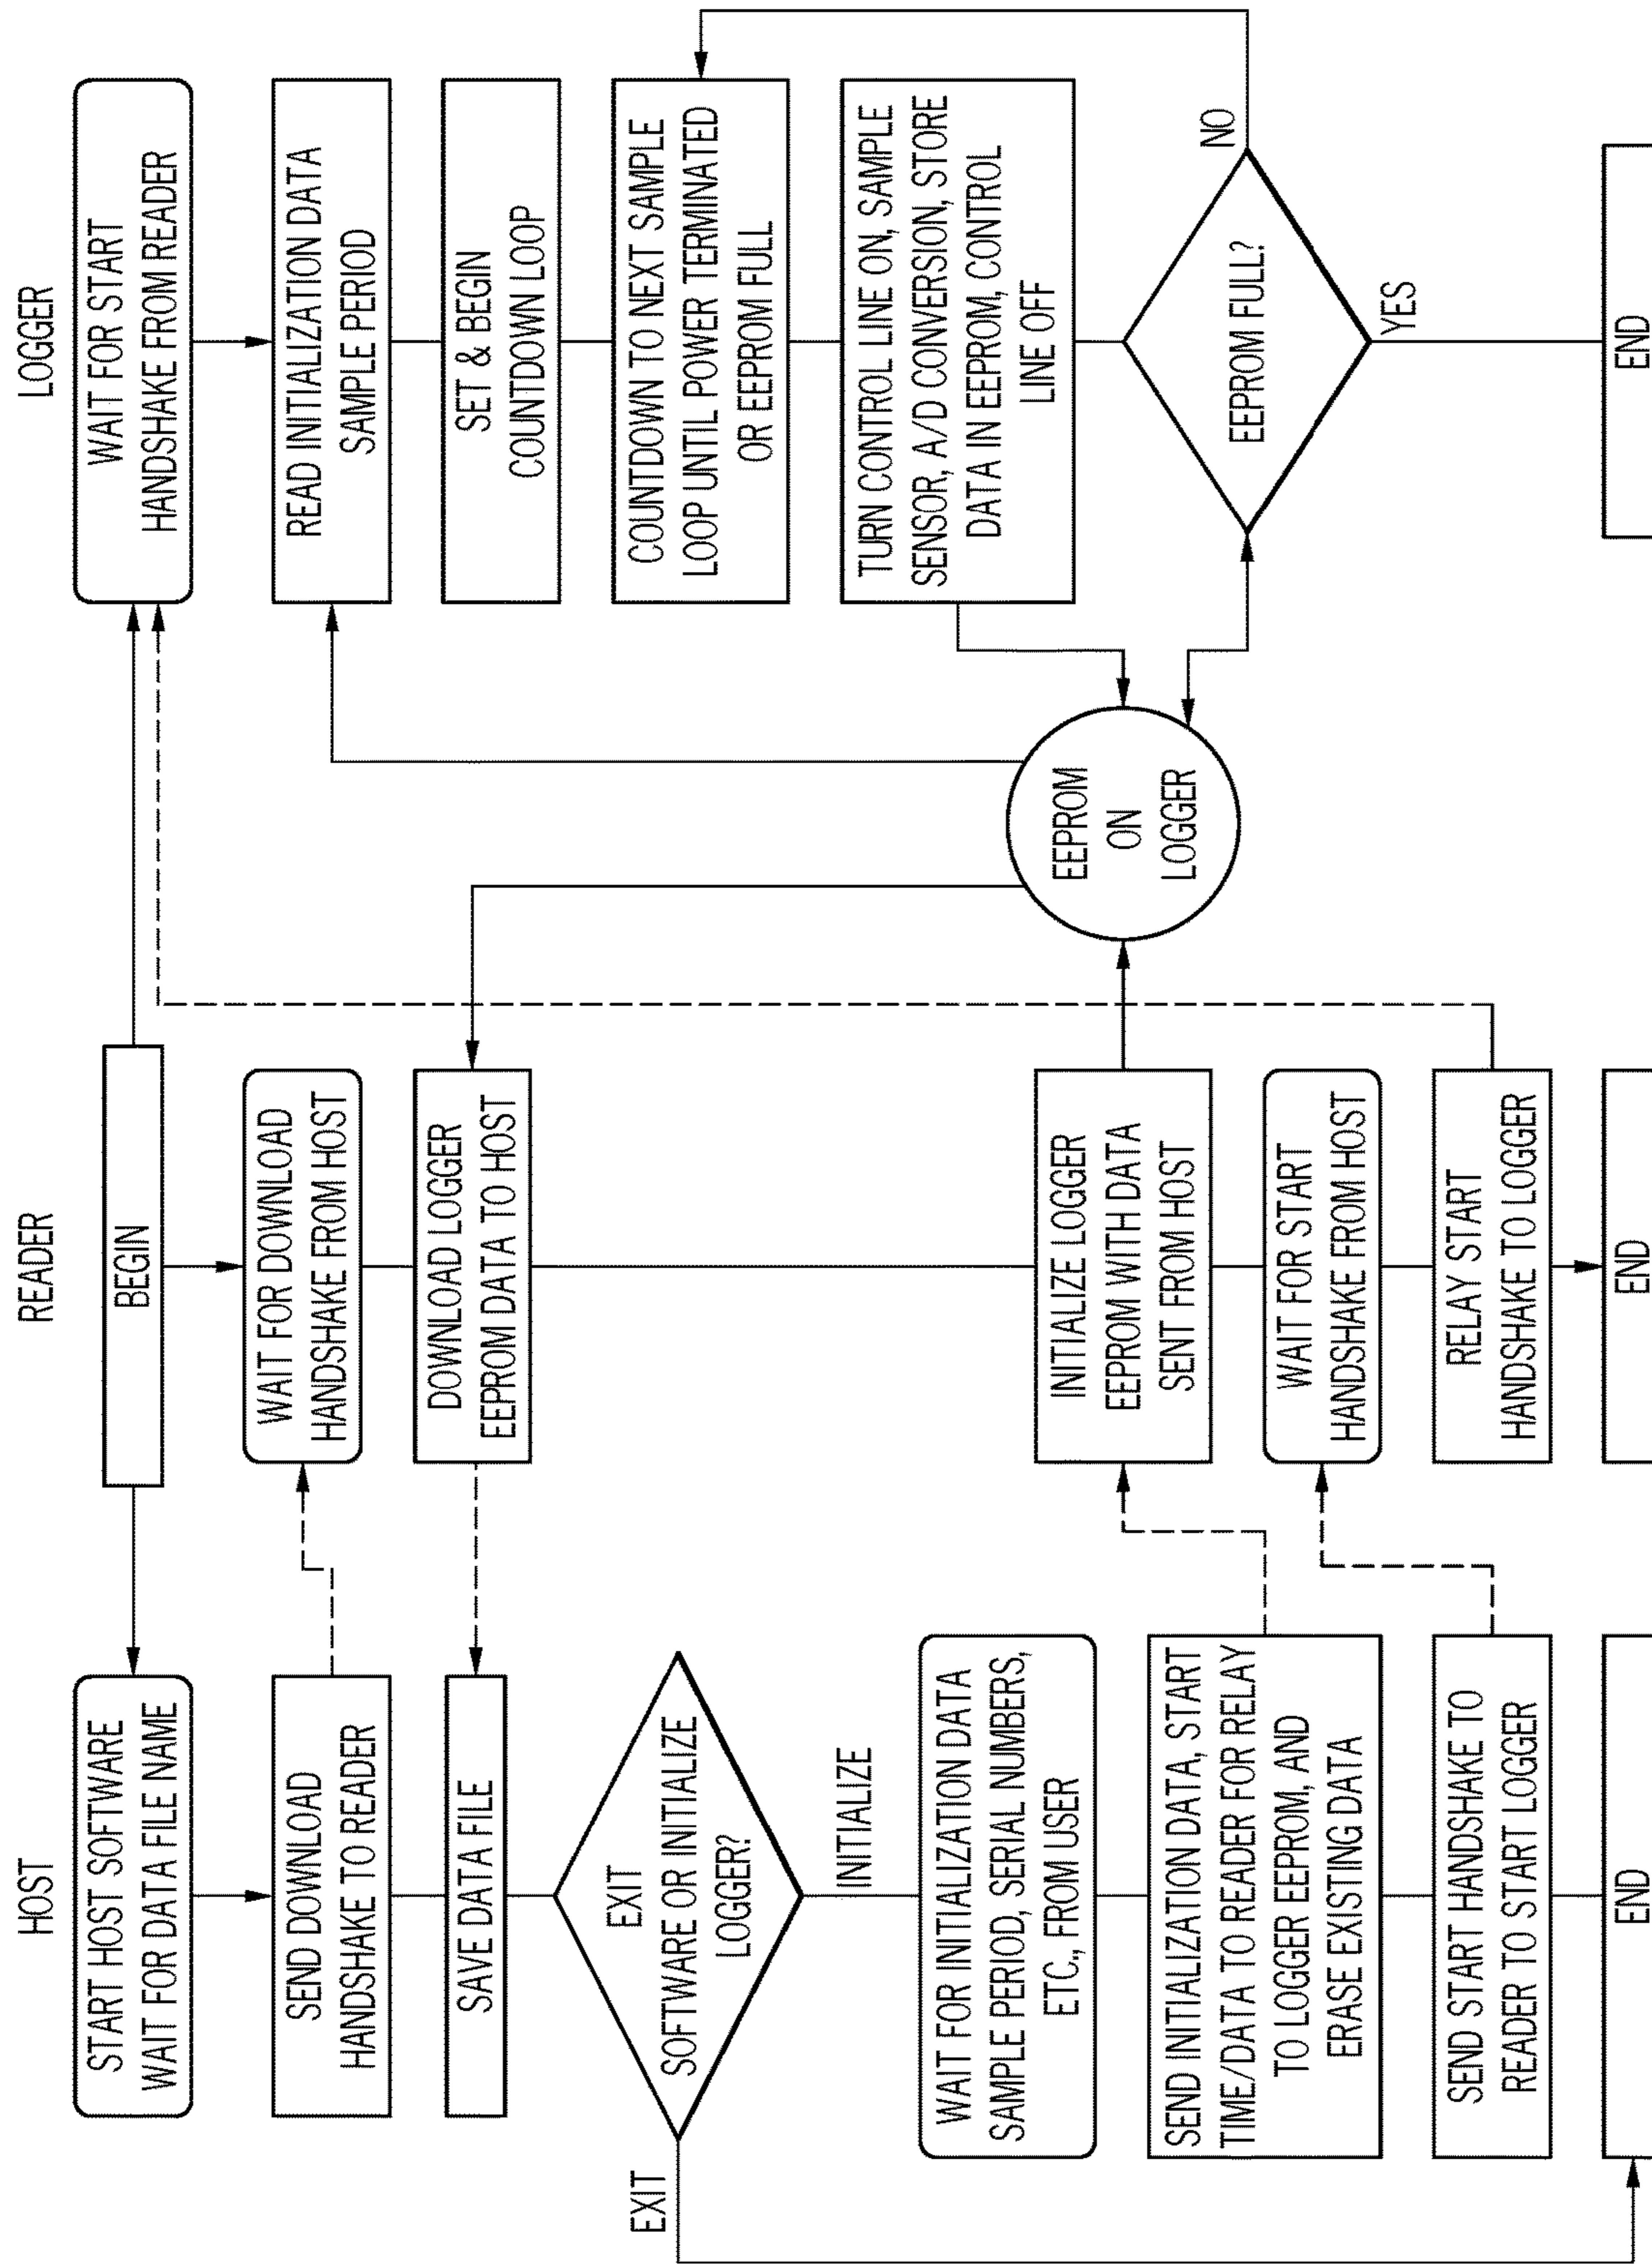 HOST
START HOST SOFTWARE
WAIT FOR DATA FILE NAME
SEND DOWNLOAD
HANDSHAKE TO READER
SAVE DATA FILE
EXIT
SOFTWARE OR INITIALIZE
LOGGER?
EXIT
INITIALIZE
WAIT FOR INITIALIZATION DATA
SAMPLE PERIOD, SERIAL NUMBERS,
ETC., FROM USER
SEND INITIALIZATION DATA, START
TIME/DATA TO READER FOR RELAY
TO LOGGER EEPROM, AND
ERASE EXISTING DATA
SEND START HANDSHAKE TO
READER TO START LOGGER
END
READER
BEGIN
WAIT FOR DOWNLOAD
HANDSHAKE FROM HOST
DOWNLOAD LOGGER
EEPROM DATA TO HOST
INITIALIZE LOGGER
EEPROM WITH DATA
SENT FROM HOST
WAIT FOR START
HANDSHAKE FROM HOST
RELAY START
HANDSHAKE TO LOGGER
END
EEPROM
ON
LOGGER
LOGGER
WAIT FOR START
HANDSHAKE FROM READER
READ INITIALIZATION DATA
SAMPLE PERIOD
SET & BEGIN
COUNTDOWN LOOP
COUNTDOWN TO NEXT SAMPLE
LOOP UNTIL POWER TERMINATED
OR EEPROM FULL
TURN CONTROL LINE ON, SAMPLE
SENSOR, A/D CONVERSION, STORE
DATA IN EEPROM, CONTROL
LINE OFF
EEPROM FULL?
NO
YES
END